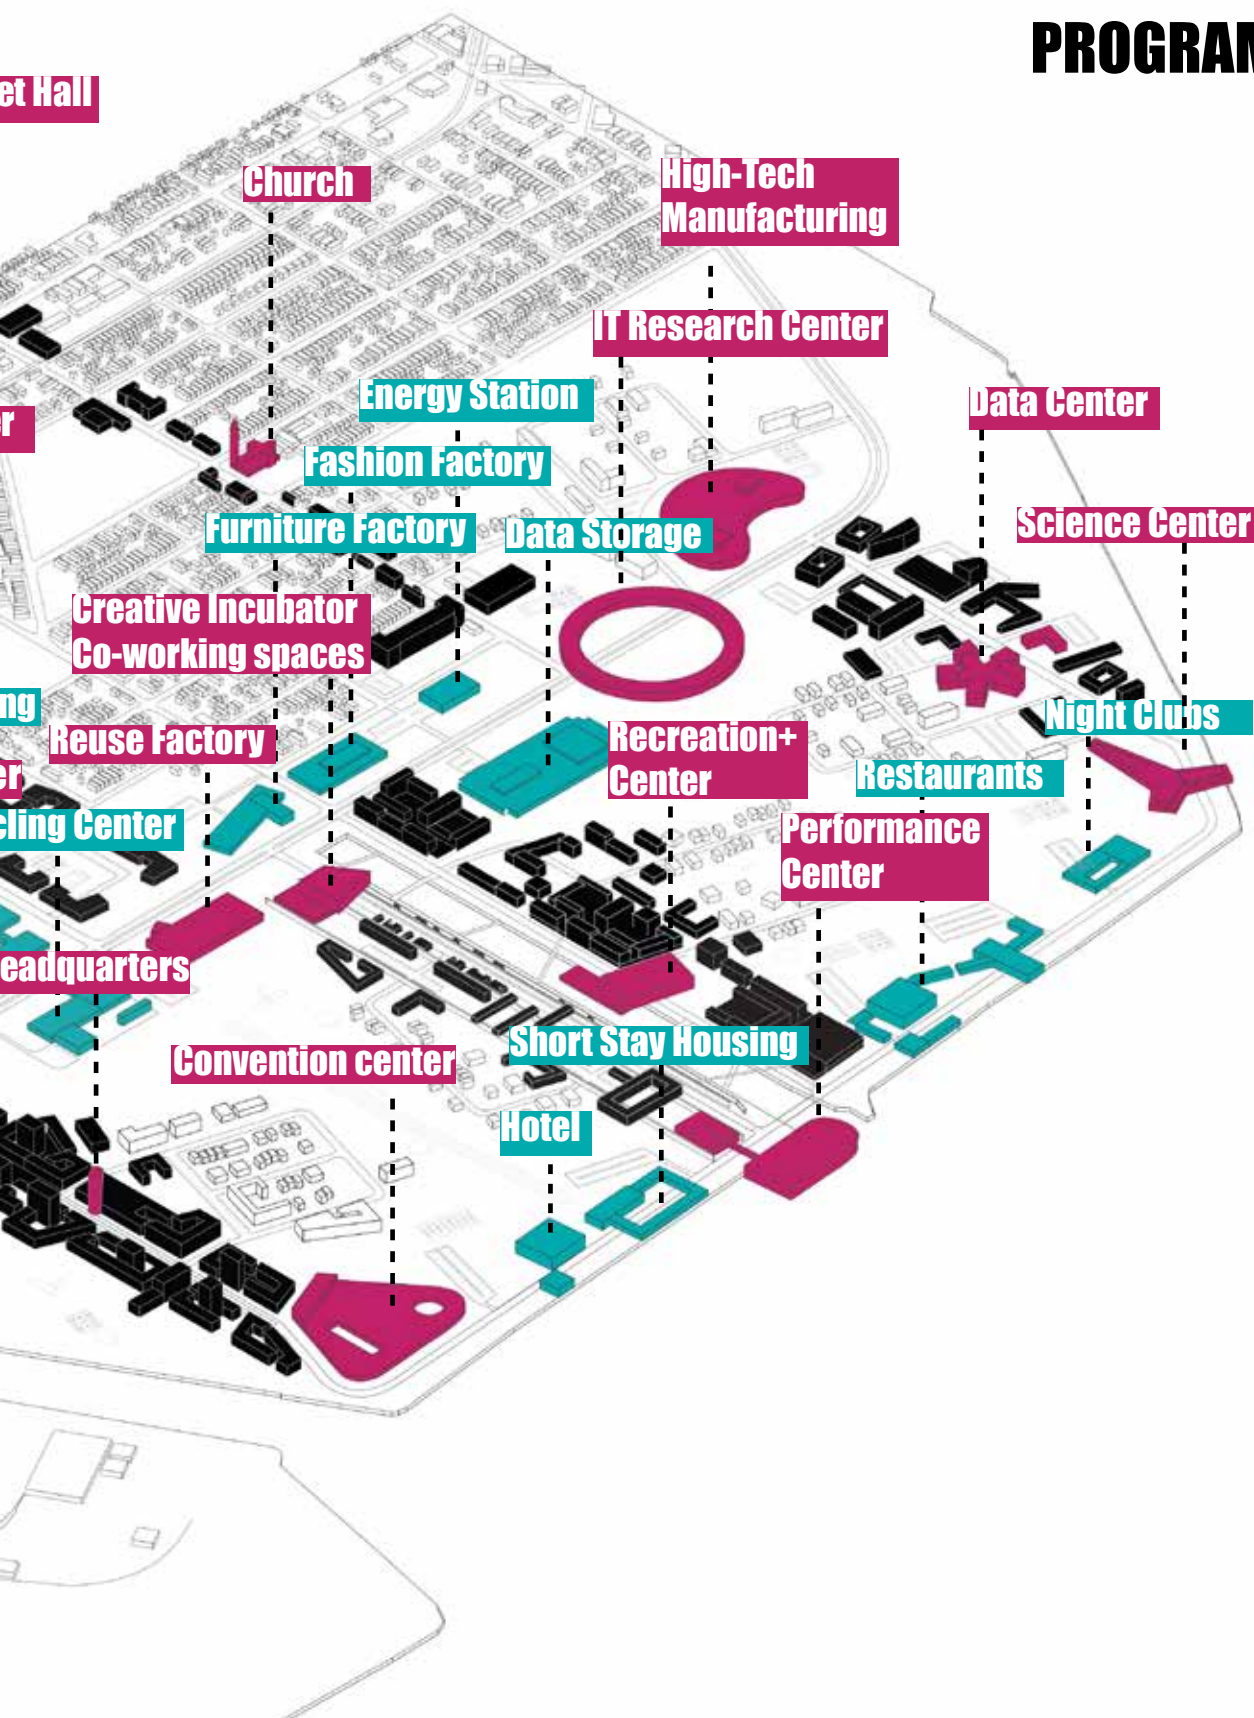 PROGRAM
et Hall
Church
High-Tech
Manufacturing
IT Research Center
Energy Station
Data Center
er
Fashion Factory
Furniture Factory
Data Storage
Science Center
Creative Incubator
Co-working spaces
ng
Reuse Factory
Recreation+
Center
Night Clubs
er
Restaurants
cling Center
Performance
Center
eadquarters
Convention center
Short Stay Housing
Hotel